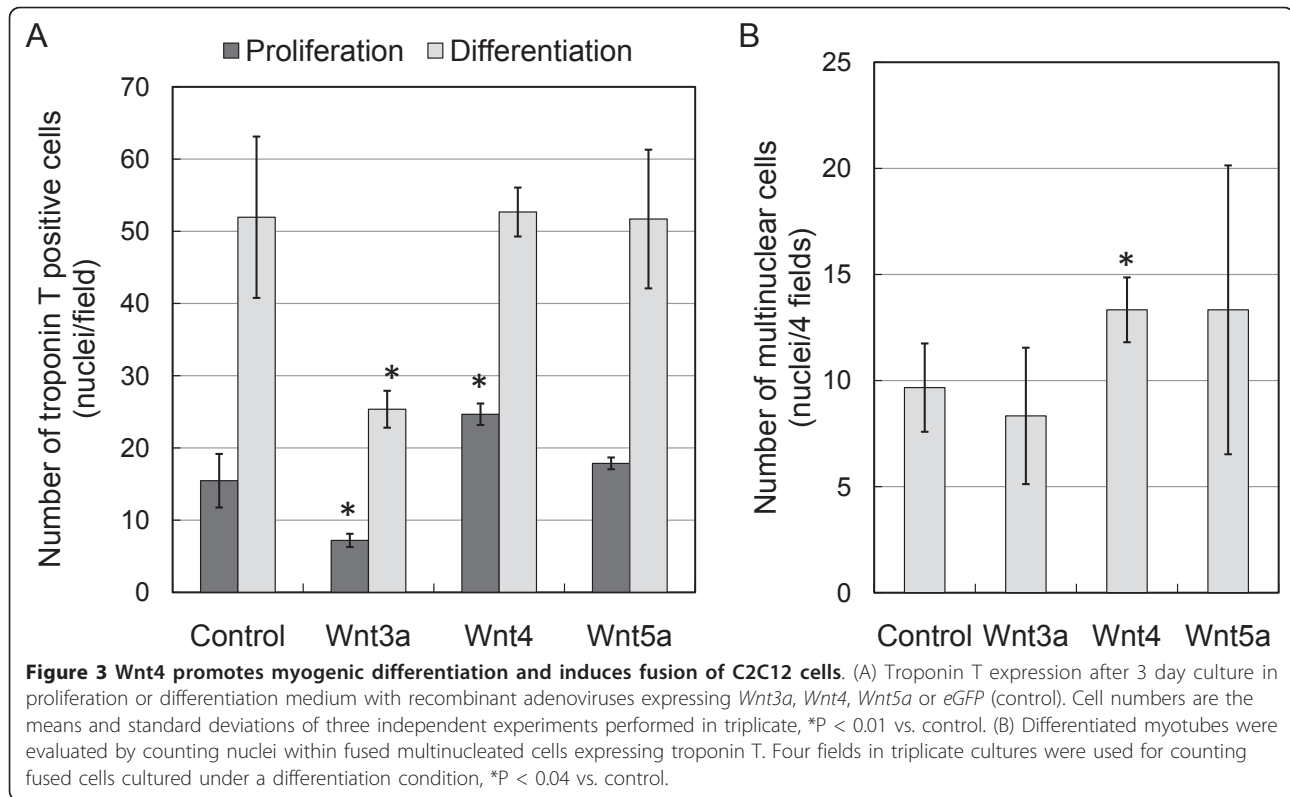 A
Proliferation Differentiation
Number of troponin T positive cells
(nuclei/field)
70
60
50
40
30
20
10
0
*
*
*
Control Wnt3a Wnt4 Wnt5a
B
Number of multinuclear cells
(nuclei/4 fields)
25
20
15
10
5
0
*
Control Wnt3a Wnt4 Wnt5a
Figure 3 Wnt4 promotes myogenic differentiation and induces fusion of C2C12 cells. (A) Troponin T expression after 3 day culture in
proliferation or differentiation medium with recombinant adenoviruses expressing Wnt3a, Wnt4, Wnt5a or eGFP (control). Cell numbers are the
means and standard deviations of three independent experiments performed in triplicate, *P < 0.01 vs. control. (B) Differentiated myotubes were
evaluated by counting nuclei within fused multinucleated cells expressing troponin T. Four fields in triplicate cultures were used for counting
fused cells cultured under a differentiation condition, *P < 0.04 vs. control.